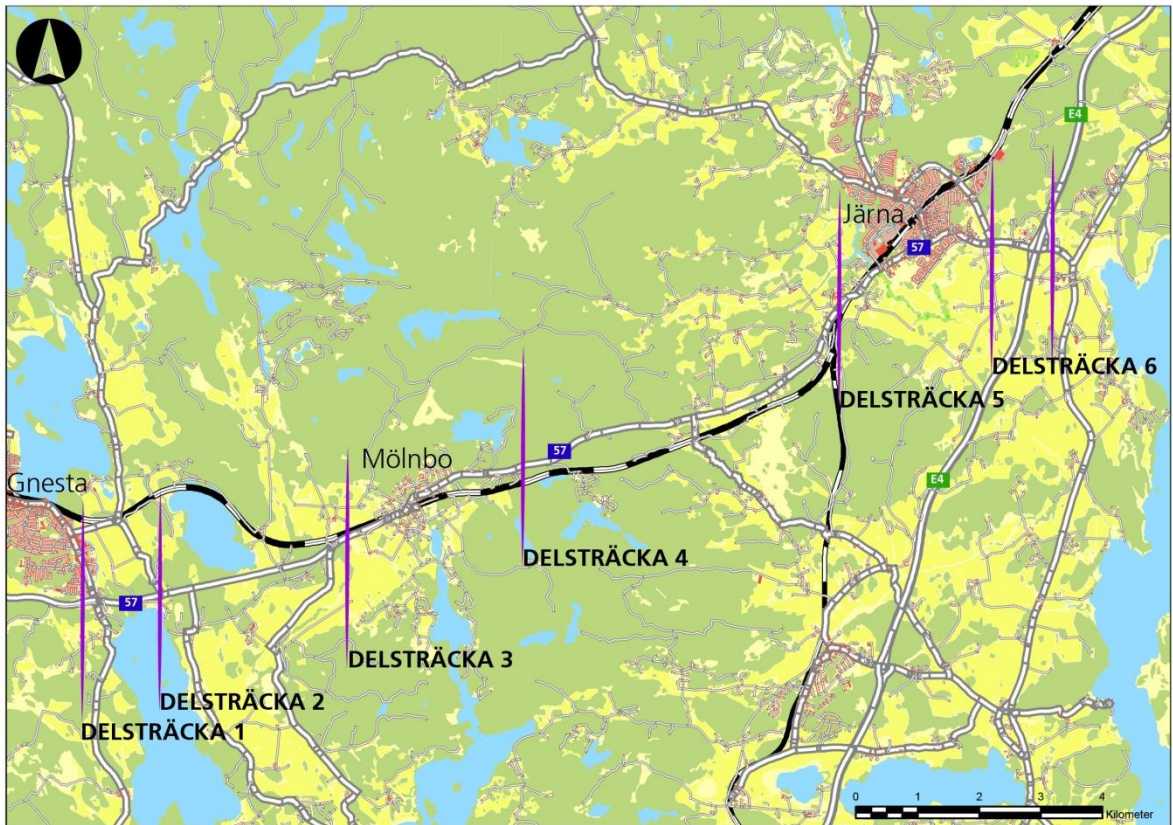 E4
Järna
57
DELSTRÄCKA 6
DELSTRÄCKA 5
Mölnbo
57
Gnesta
E4
DELSTRÄCKA 4
57
DELSTRÄCKA 3
DELSTRÄCKA 2
DELSTRÄCKA 1
0 1 2 3 4
Kilometer